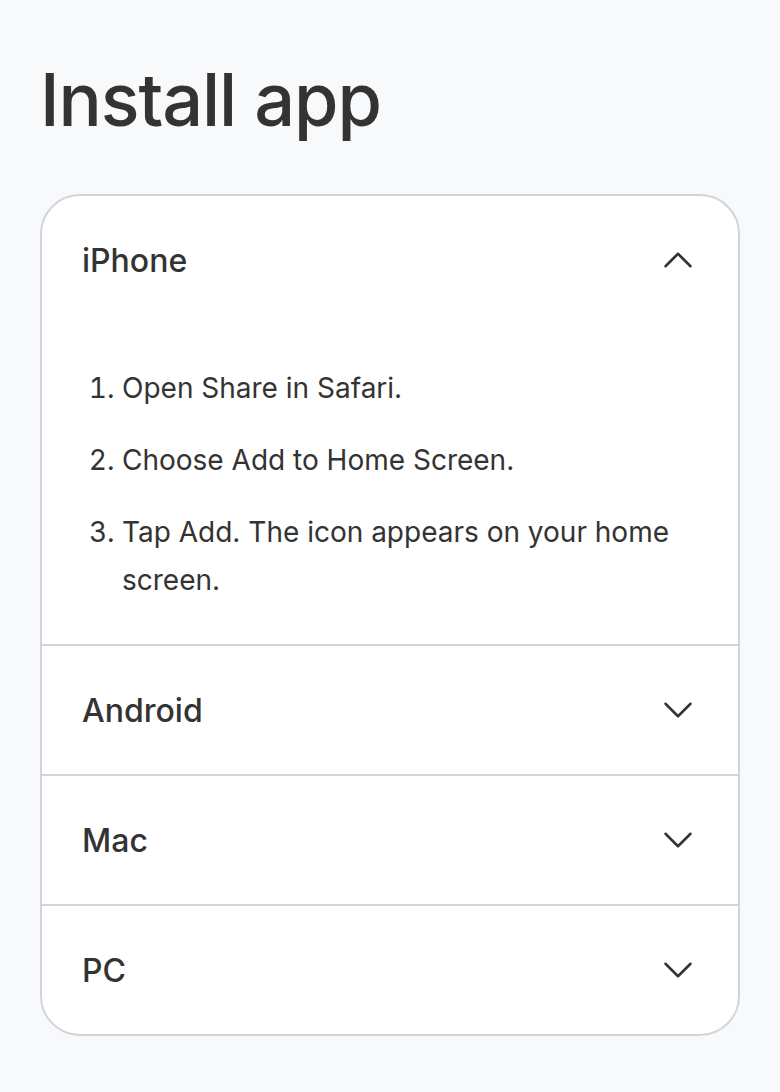 Install app
iPhone
1. Open Share in Safari.
2. Choose Add to Home Screen.
3. Tap Add. The icon appears on your home
screen.
Android
Mac
PC